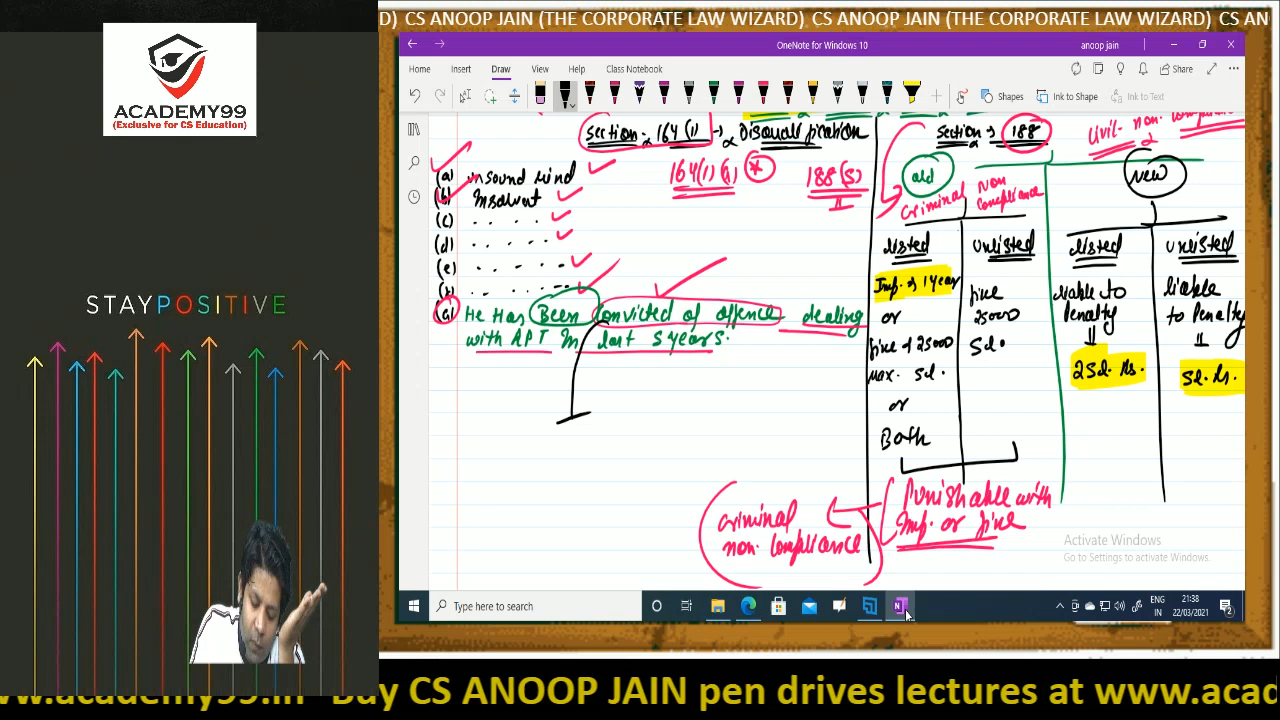 D) CS ANOOP JAIN (THE CORPORATE LAW WIZARD) CS ANOOP JAIN (THE CORPORATE LAW WIZARD) CS AN
ACADEMY99
(Exclusive for CS Education)
STAYPOSITIVE
OneNote for Windows 10
anoop jain
Home Insert Draw View Help Class Notebook
Share
Shapes
Ink to Shape
Ink to Text
Section: 164(1) → Disqualification
164(1)(g) *
188(5)
(a) unsound mind
(b) Insolvent
(c) . . . . . .
(d) . . . . . .
(e) . . . . . .
(f) . . . . . .
(g) He Has Been convicted of offence dealing
with RPT in last 5 years.
Section → 188
Civil non
old
new
Criminal
Non Compliance
Listed
Unlisted
Listed
Unlisted
Imp. of 1 year
or
fine of 25000
Max. 5l.
or
Both
fine
25000
5l.
liable to
Penalty
=
25l. Rs.
liable
to Penalty
=
5l. Rs.
Punishable with
Imp. or fine
Criminal
non. Compliance
Activate Windows
Go to Settings to activate Windows.
Type here to search
ENG
IN
21:38
22/03/2021
2
www.academy99.in Buy CS ANOOP JAIN pen drives lectures at www.acad